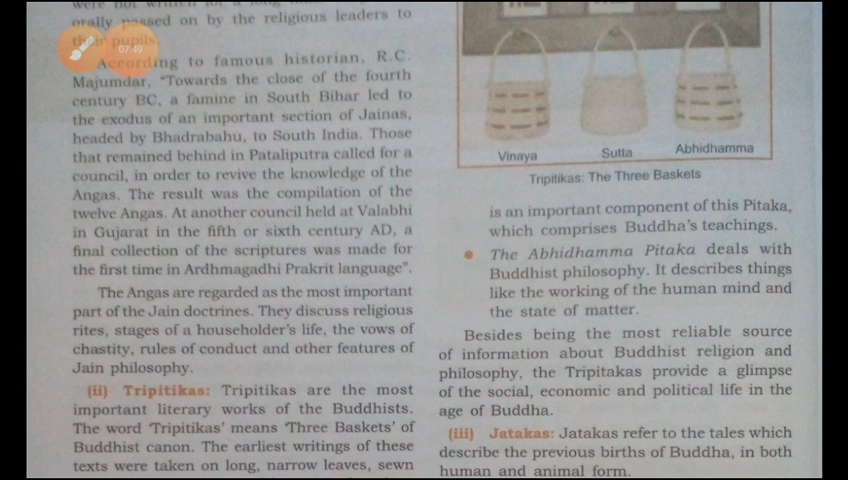 were not written for a long
orally passed on by the religious leaders to
their pupils
07:49
According to famous historian, R.C.
Majumdar, "Towards the close of the fourth
century BC, a famine in South Bihar led to
the exodus of an important section of Jainas,
headed by Bhadrabahu, to South India. Those
that remained behind in Pataliputra called for a
council, in order to revive the knowledge of the
Angas. The result was the compilation of the
twelve Angas. At another council held at Valabhi
in Gujarat in the fifth or sixth century AD, a
final collection of the scriptures was made for
the first time in Ardhmagadhi Prakrit language".
The Angas are regarded as the most important
part of the Jain doctrines. They discuss religious
rites, stages of a householder's life, the vows of
chastity, rules of conduct and other features of
Jain philosophy.
(ii) Tripitikas: Tripitikas are the most
important literary works of the Buddhists.
The word 'Tripitikas' means 'Three Baskets' of
Buddhist canon. The earliest writings of these
texts were taken on long, narrow leaves, sewn
Vinaya Sutta Abhidhamma
Tripitikas: The Three Baskets
is an important component of this Pitaka,
which comprises Buddha's teachings.
• The Abhidhamma Pitaka deals with
Buddhist philosophy. It describes things
like the working of the human mind and
the state of matter.
Besides being the most reliable source
of information about Buddhist religion and
philosophy, the Tripitakas provide a glimpse
of the social, economic and political life in the
age of Buddha.
(iii) Jatakas: Jatakas refer to the tales which
describe the previous births of Buddha, in both
human and animal form.